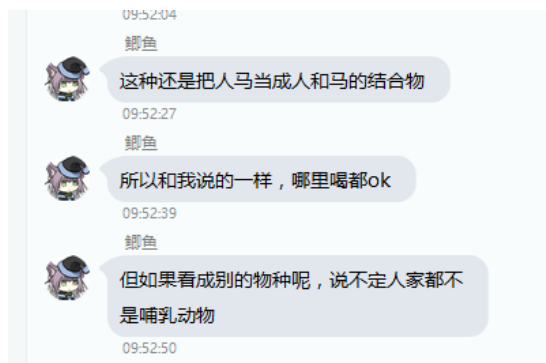 09:52:04
鲫鱼
这种还是把人马当成人和马的结合物
09:52:27
鲫鱼
所以和我说的一样，哪里喝都ok
09:52:39
鲫鱼
但如果看成别的物种呢，说不定人家都不
是哺乳动物
09:52:50